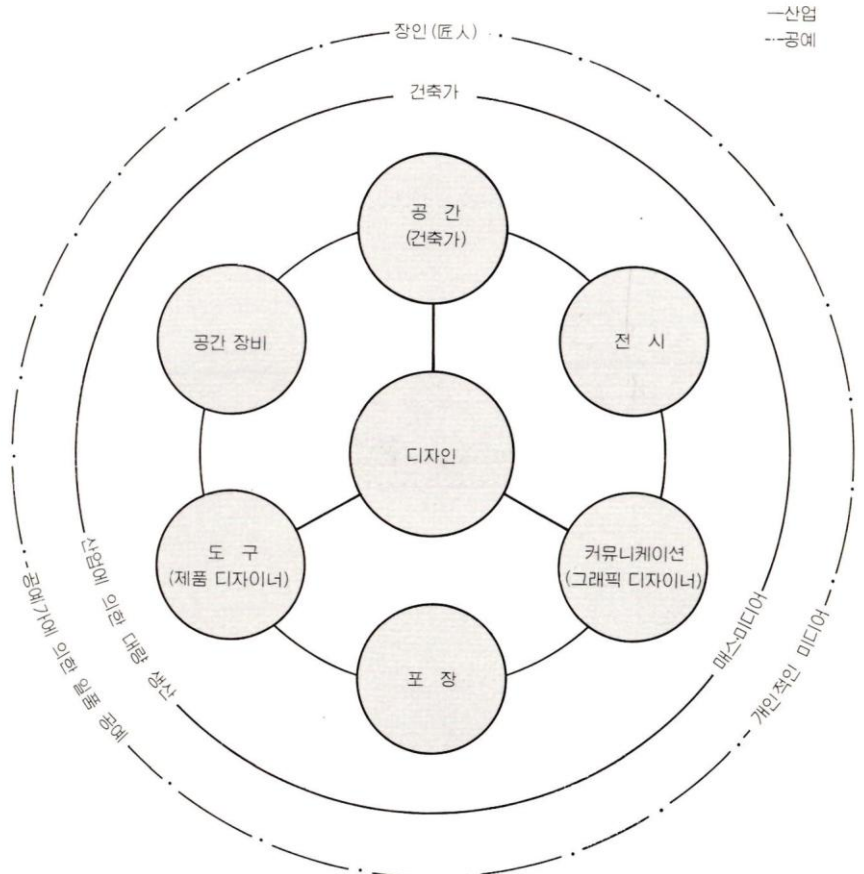 —산업
-·-공예
장인(匠人)
건축가
공 간
(건축가)
공간 장비
전 시
디자인
도 구
(제품 디자이너)
커뮤니케이션
(그래픽 디자이너)
포 장
산업에 의한 대량 생산
매스·미디어
공예가에 의한 일품 공예
개인적인 미디어